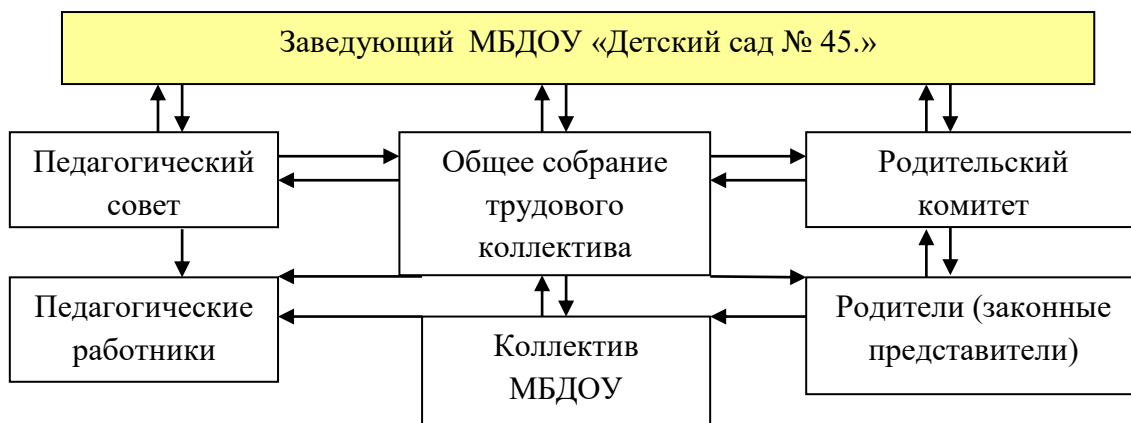 Заведующий МБДОУ «Детский сад № 45.»
Педагогический
совет
Общее собрание
трудового
коллектива
Родительский
комитет
Педагогические
работники
Коллектив
МБДОУ
Родители (законные
представители)